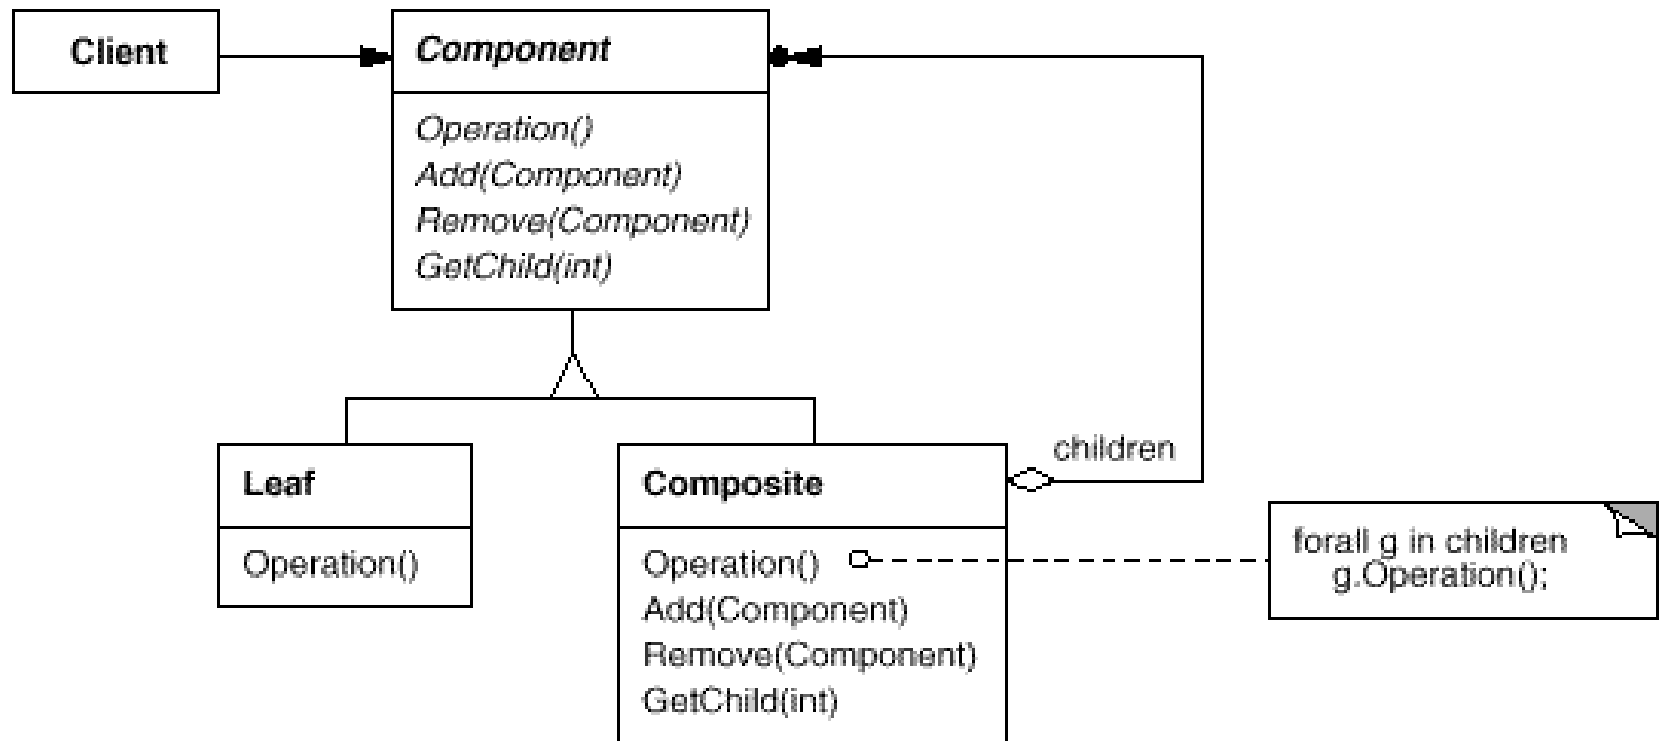 Client
Component
Operation()
Add(Component)
Remove(Component)
GetChild(int)
children
Leaf
Operation()
Composite
Operation()
Add(Component)
Remove(Component)
GetChild(int)
forall g in children
g.Operation();